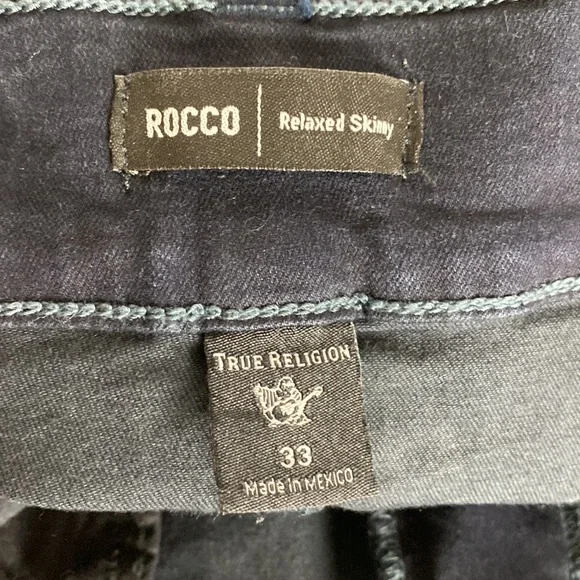 ROCCO | Relaxed Skinny
TRUE RELIGION
33
Made in MEXICO